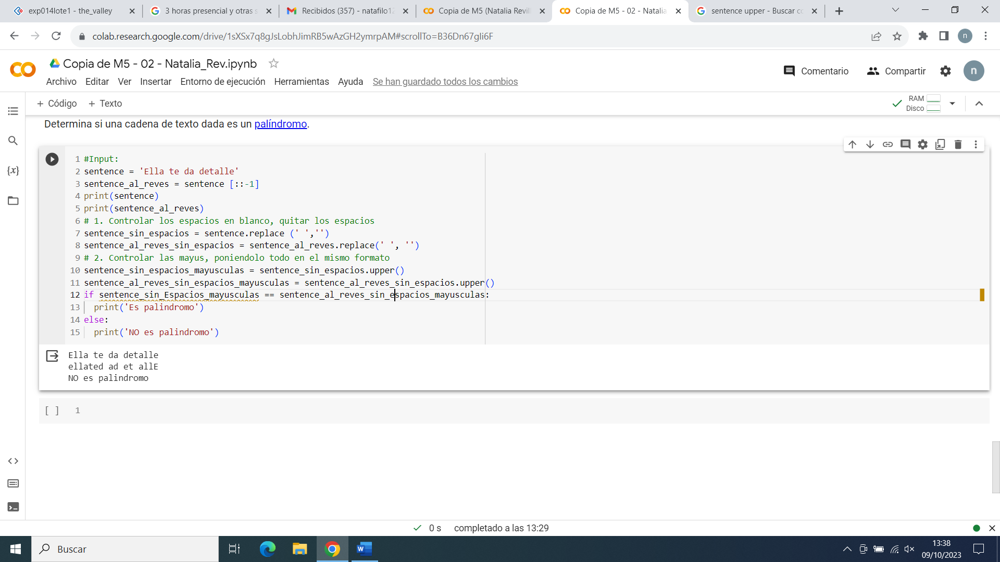 exp014lote1 - the_valley
3 horas presencial y otras s
Recibidos (357) - natafilo12
Copia de M5 (Natalia Revil
Copia de M5 - 02 - Natalia
sentence upper - Buscar co
colab.research.google.com/drive/1sXSx7q8gJsLobhJimRB5wAzGH2ymrpAM#scrollTo=B36Dn67gIi6F
n
Copia de M5 - 02 - Natalia_Rev.ipynb
Comentario
Compartir
n
Archivo Editar Ver Insertar Entorno de ejecución Herramientas Ayuda Se han guardado todos los cambios
+ Código + Texto
RAM
Disco
Determina si una cadena de texto dada es un palíndromo.
{x}
1 #Input:
2 sentence = 'Ella te da detalle'
3 sentence_al_reves = sentence [::-1]
4 print(sentence)
5 print(sentence_al_reves)
6 # 1. Controlar los espacios en blanco, quitar los espacios
7 sentence_sin_espacios = sentence.replace (' ','')
8 sentence_al_reves_sin_espacios = sentence_al_reves.replace(' ', '')
9 # 2. Controlar las mayus, poniendolo todo en el mismo formato
10 sentence_sin_espacios_mayusculas = sentence_sin_espacios.upper()
11 sentence_al_reves_sin_espacios_mayusculas = sentence_al_reves_sin_espacios.upper()
12 if sentence_sin_Espacios_mayusculas == sentence_al_reves_sin_espacios_mayusculas:
13 print('Es palindromo')
14 else:
15 print('NO es palindromo')
Ella te da detalle
ellated ad et allE
NO es palindromo
[ ] 1
0 s completado a las 13:29
Buscar
13:38
09/10/2023